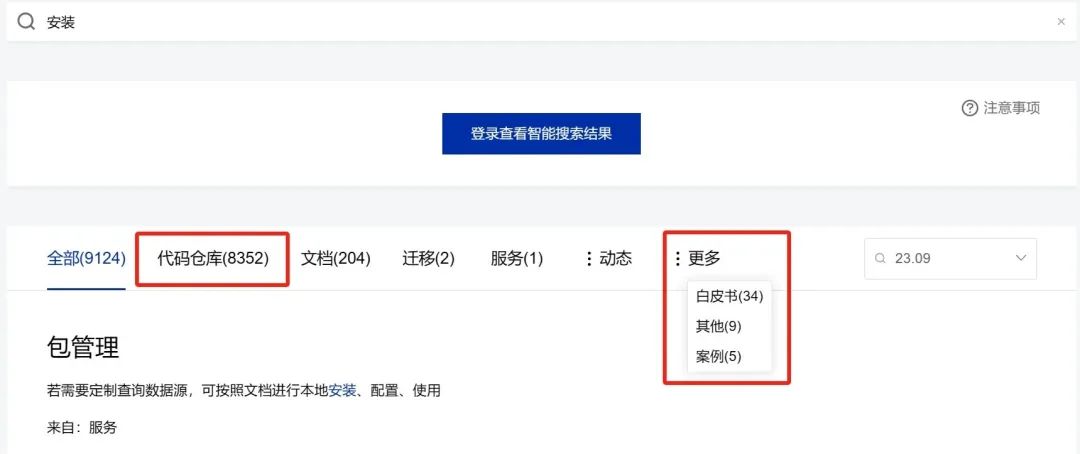 安装
注意事项
登录查看智能搜索结果
全部(9124) 代码仓库(8352) 文档(204) 迁移(2) 服务(1) 动态 更多 23.09
白皮书(34)
其他(9)
案例(5)
包管理
若需要定制查询数据源，可按照文档进行本地安装、配置、使用
来自：服务